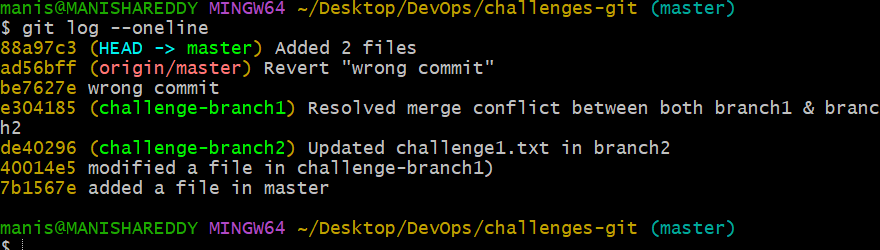 manis@MANISHAREDDY MINGW64 ~/Desktop/DevOps/challenges-git (master)
$ git log --oneline
88a97c3 (HEAD -> master) Added 2 files
ad56bff (origin/master) Revert "wrong commit"
be7627e wrong commit
e304185 (challenge-branch1) Resolved merge conflict between both branch1 & branc
h2
de40296 (challenge-branch2) Updated challenge1.txt in branch2
40014e5 modified a file in challenge-branch1)
7b1567e added a file in master
manis@MANISHAREDDY MINGW64 ~/Desktop/DevOps/challenges-git (master)
$